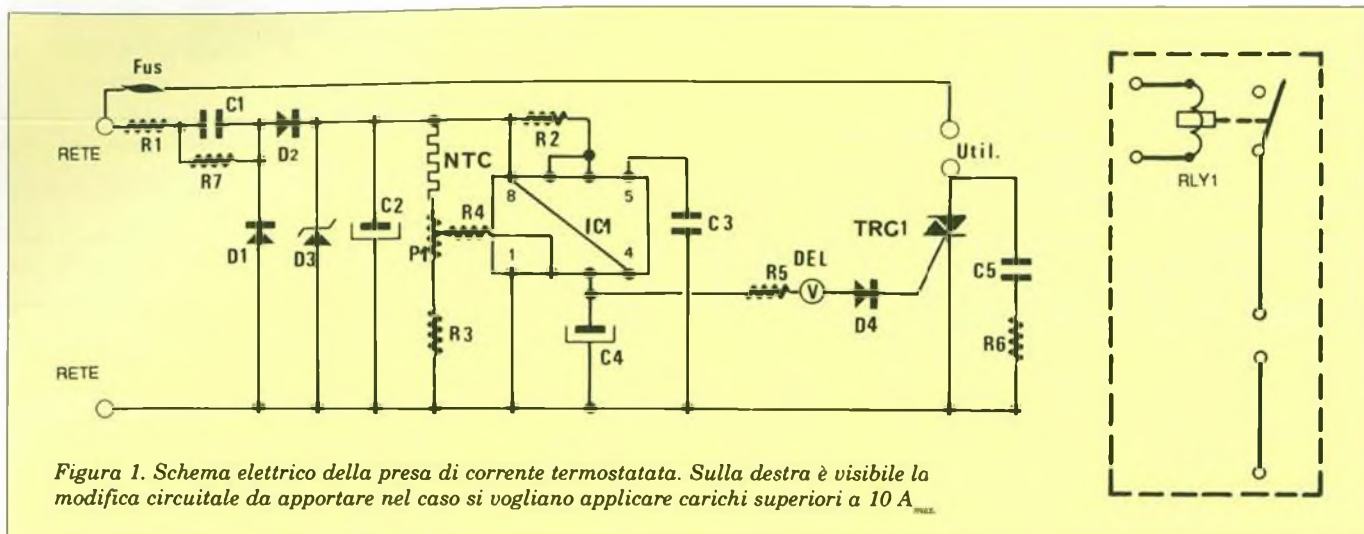 Fus
C1
R1
D2
RETE
R7
NTC
R2
8
5
IC1
R4
P1
1
4
C2
D1
D3
R3
C3
C4
R5
DEL
V
D4
TRC1
Util.
C5
R6
RLY1
RETE
Figura 1. Schema elettrico della presa di corrente termostatata. Sulla destra è visibile la
modifica circuitale da apportare nel caso si vogliano applicare carichi superiori a 10 A max.